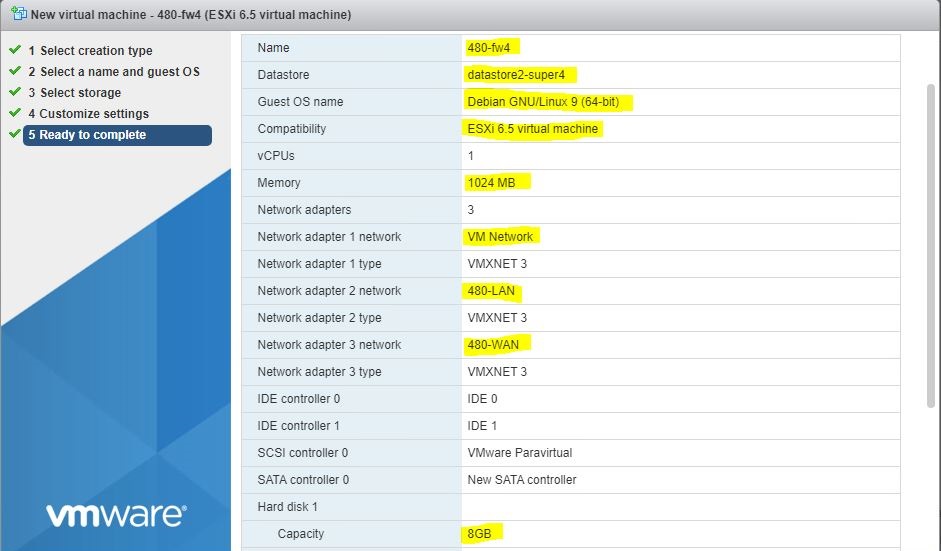 New virtual machine - 480-fw4 (ESXi 6.5 virtual machine)
1 Select creation type
2 Select a name and guest OS
3 Select storage
4 Customize settings
5 Ready to complete
vmware®
Name 480-fw4
Datastore datastore2-super4
Guest OS name Debian GNU/Linux 9 (64-bit)
Compatibility ESXi 6.5 virtual machine
vCPUs 1
Memory 1024 MB
Network adapters 3
Network adapter 1 network VM Network
Network adapter 1 type VMXNET 3
Network adapter 2 network 480-LAN
Network adapter 2 type VMXNET 3
Network adapter 3 network 480-WAN
Network adapter 3 type VMXNET 3
IDE controller 0 IDE 0
IDE controller 1 IDE 1
SCSI controller 0 VMware Paravirtual
SATA controller 0 New SATA controller
Hard disk 1
Capacity 8GB